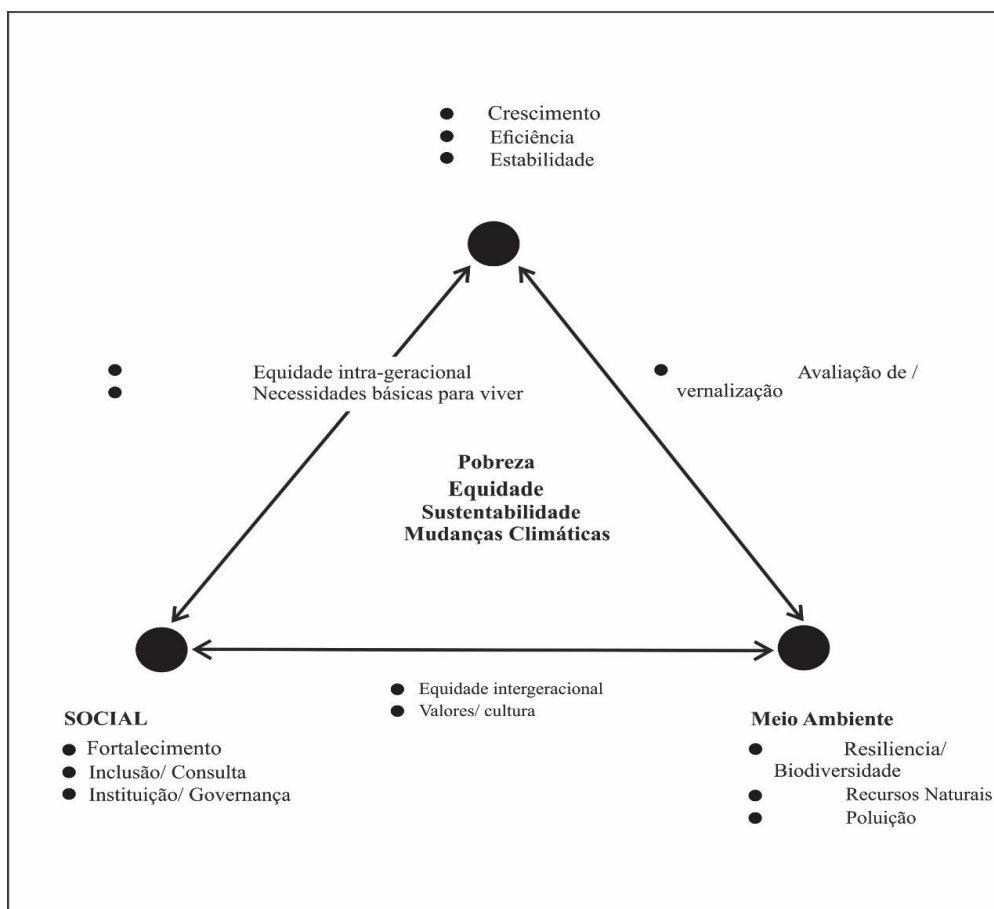 Crescimento
Eficiência
Estabilidade
Equidade intra-geracional
Necessidades básicas para viver
Avaliação de /
vernalização
Pobreza
Equidade
Sustentabilidade
Mudanças Climáticas
Equidade intergeracional
Valores/ cultura
SOCIAL
Fortalecimento
Inclusão/ Consulta
Instituição/ Governança
Meio Ambiente
Resiliencia/
Biodiversidade
Recursos Naturais
Poluição